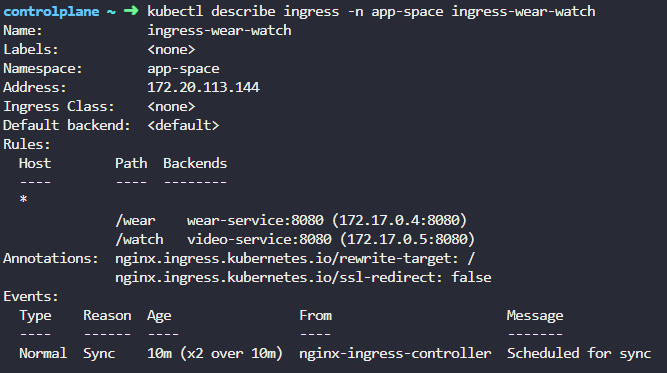 controlplane ~ ➜ kubectl describe ingress -n app-space ingress-wear-watch
Name:             ingress-wear-watch
Labels:           <none>
Namespace:        app-space
Address:          172.20.113.144
Ingress Class:    <none>
Default backend:  <default>
Rules:
  Host        Path  Backends
  ----        ----  --------
  *
              /wear    wear-service:8080 (172.17.0.4:8080)
              /watch   video-service:8080 (172.17.0.5:8080)
Annotations:  nginx.ingress.kubernetes.io/rewrite-target: /
              nginx.ingress.kubernetes.io/ssl-redirect: false
Events:
  Type    Reason  Age                From                      Message
  ----    ------  ----               ----                      -------
  Normal  Sync    10m (x2 over 10m)  nginx-ingress-controller  Scheduled for sync